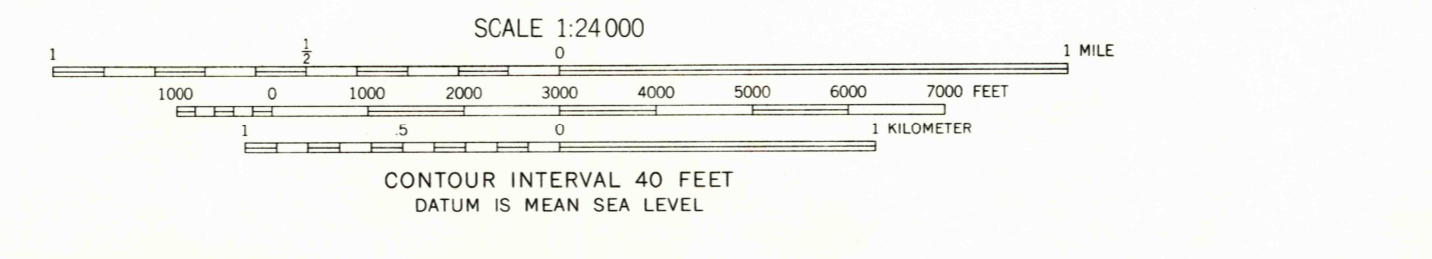 SCALE 1:24 000
1 1/2 0 1 MILE
1000 0 1000 2000 3000 4000 5000 6000 7000 FEET
1 .5 0 1 KILOMETER
CONTOUR INTERVAL 40 FEET
DATUM IS MEAN SEA LEVEL